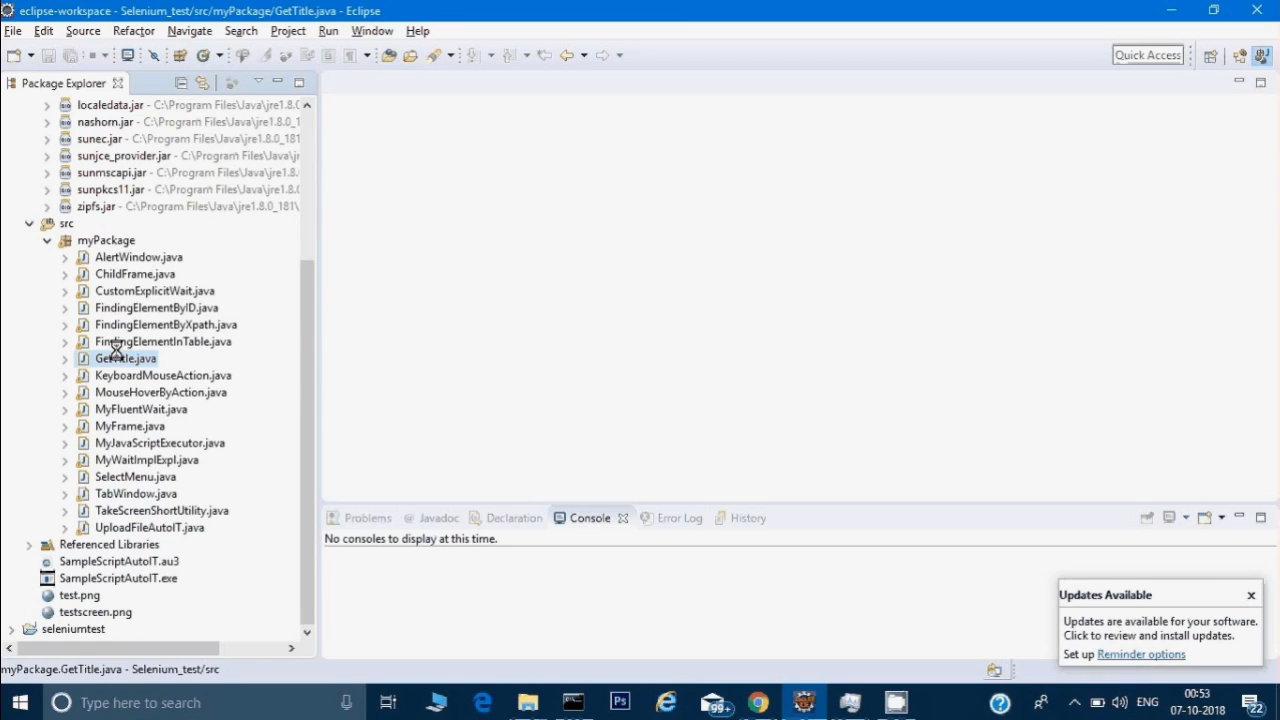 eclipse-workspace - Selenium_test/src/myPackage/GetTitle.java - Eclipse
File Edit Source Refactor Navigate Search Project Run Window Help
Quick Access
Package Explorer
localedata.jar - C:\Program Files\Java\jre1.8.0
nashorn.jar - C:\Program Files\Java\jre1.8.0_1
sunec.jar - C:\Program Files\Java\jre1.8.0_181
sunjce_provider.jar - C:\Program Files\Java\jr
sunmscapi.jar - C:\Program Files\Java\jre1.8.0
sunpkcs11.jar - C:\Program Files\Java\jre1.8.0
zipfs.jar - C:\Program Files\Java\jre1.8.0_181\
src
myPackage
AlertWindow.java
ChildFrame.java
CustomExplicitWait.java
FindingElementByID.java
FindingElementByXpath.java
FindingElementInTable.java
GetTitle.java
KeyboardMouseAction.java
MouseHoverByAction.java
MyFluentWait.java
MyFrame.java
MyJavaScriptExecutor.java
MyWaitImplExpl.java
SelectMenu.java
TabWindow.java
TakeScreenShortUtility.java
UploadFileAutoIT.java
Referenced Libraries
SampleScriptAutoIT.au3
SampleScriptAutoIT.exe
test.png
testscreen.png
seleniumtest
Problems Javadoc Declaration Console Error Log History
No consoles to display at this time.
Updates Available
Updates are available for your software.
Click to review and install updates.
Set up Reminder options
myPackage.GetTitle.java - Selenium_test/src
Type here to search
Ps
99+
ENG
00:53
07-10-2018
22